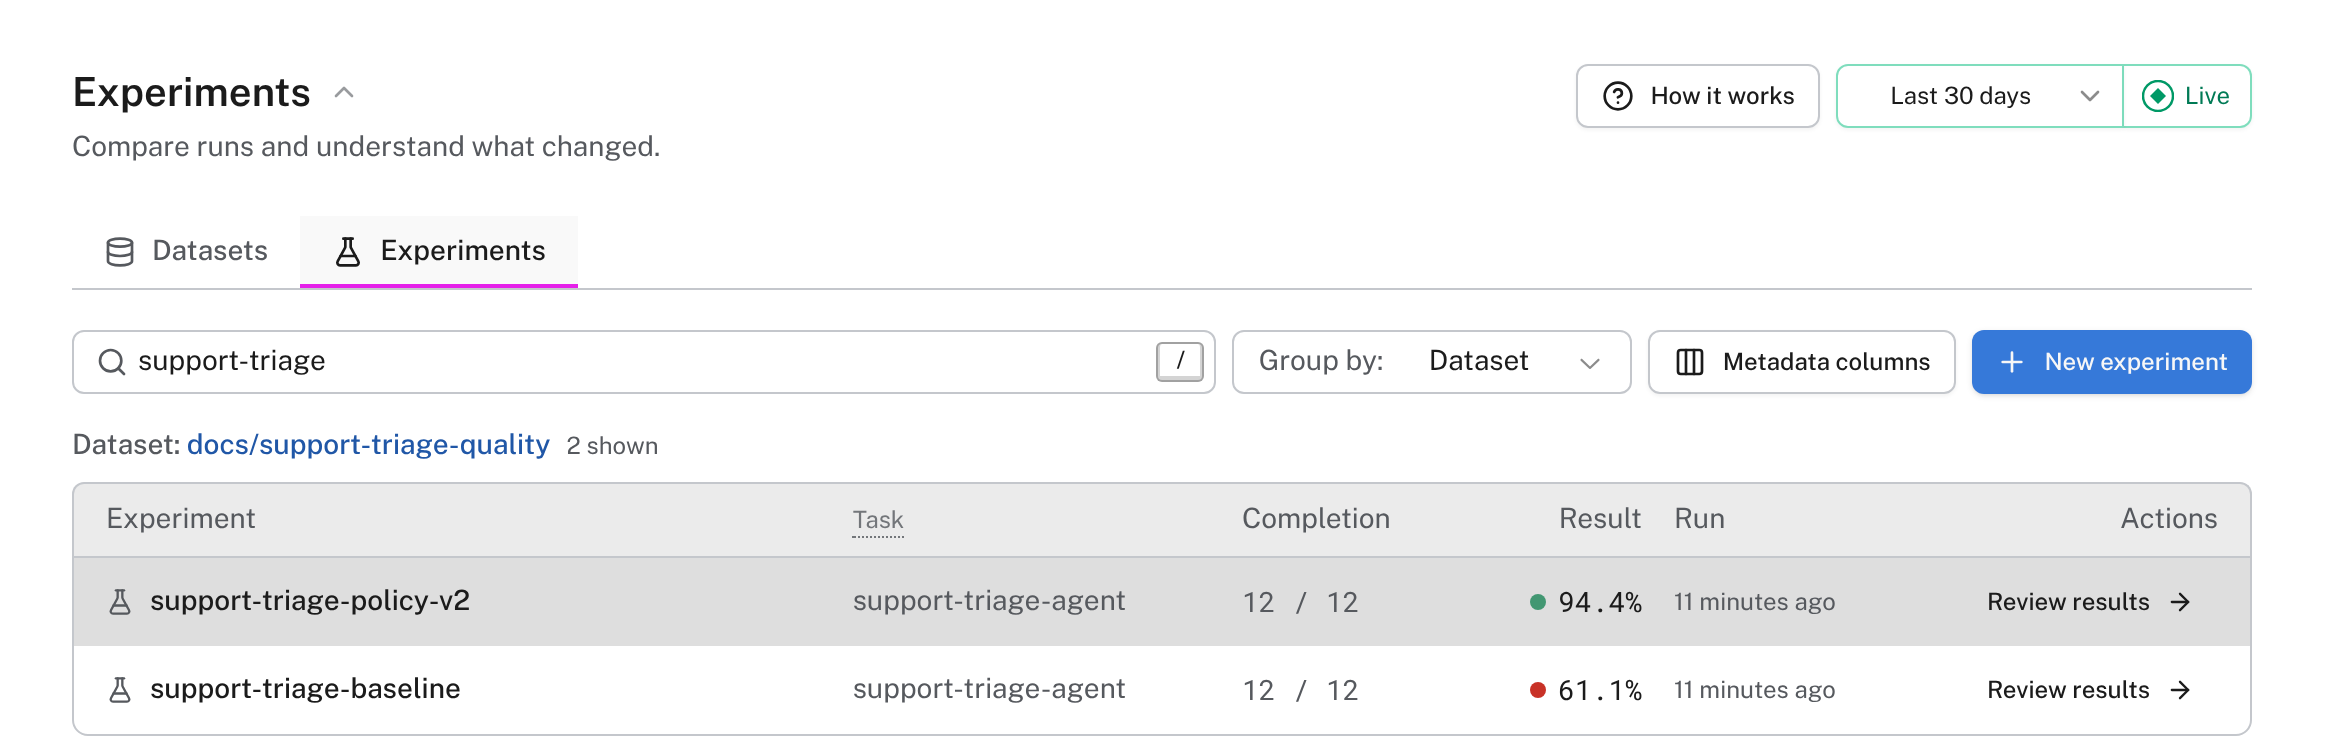 Experiments
How it works
Last 30 days
Live
Compare runs and understand what changed.
Datasets
Experiments
support-triage
/
Group by: Dataset
Metadata columns
New experiment
Dataset: docs/support-triage-quality 2 shown
Experiment Task Completion Result Run Actions
support-triage-policy-v2 support-triage-agent 12 / 12 94.4% 11 minutes ago Review results →
support-triage-baseline support-triage-agent 12 / 12 61.1% 11 minutes ago Review results →